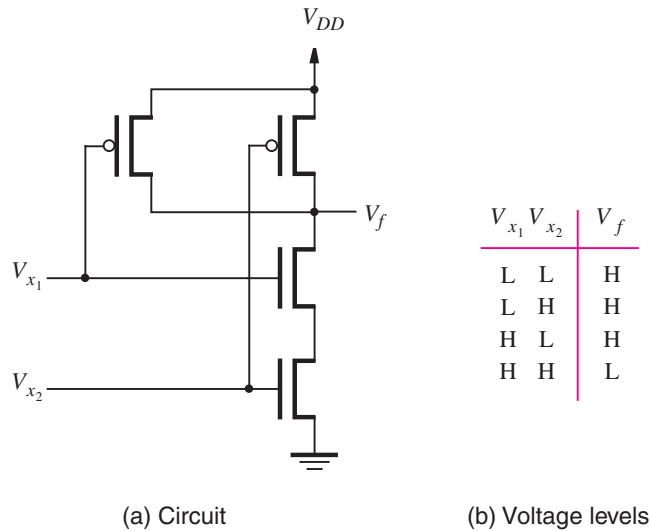 V_DD
V_f
V_x1
V_x2
(a) Circuit
V_x1 V_x2 V_f
L L H
L H H
H L H
H H L
(b) Voltage levels